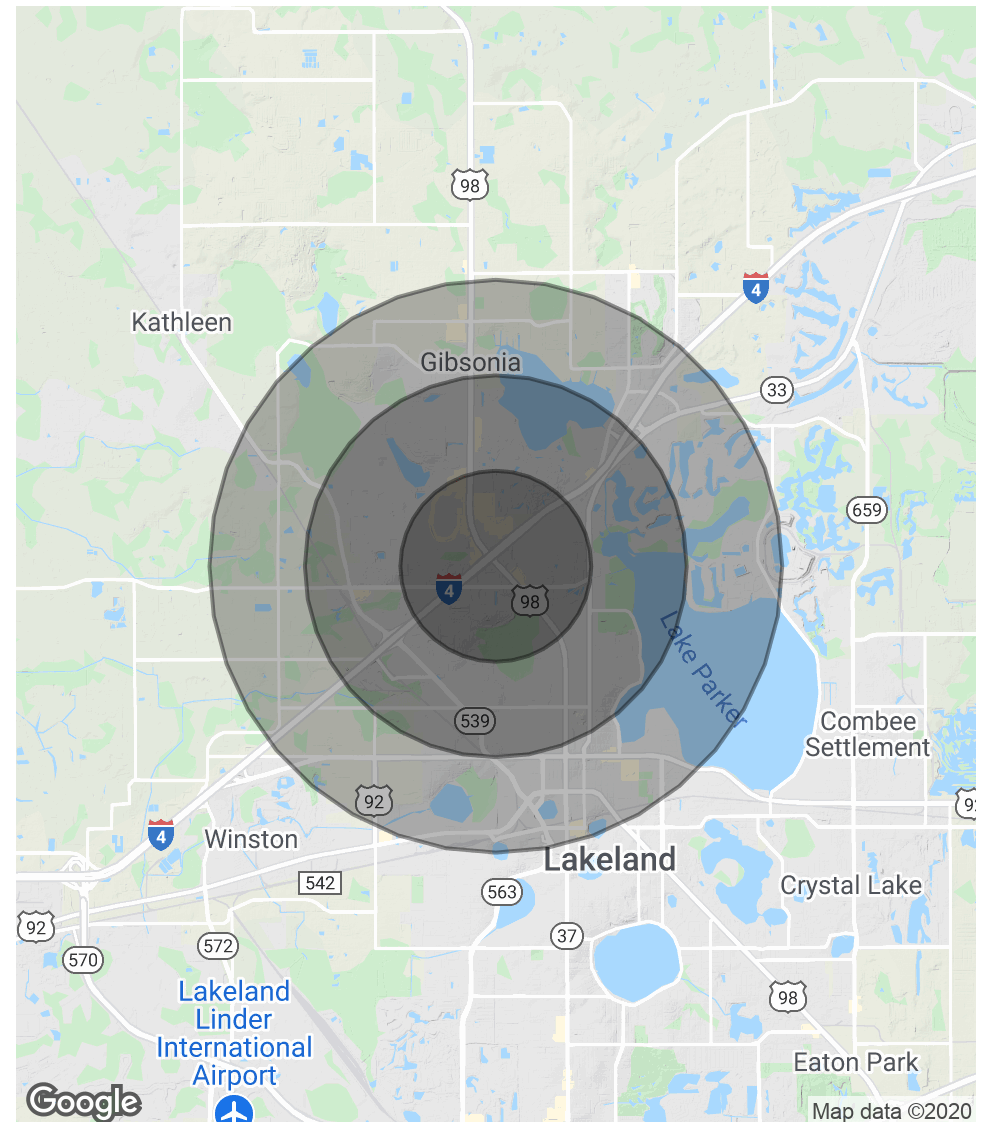 98
4
Kathleen
Gibsonia
33
659
4
98
Lake Parker
539
Combee
Settlement
92
92
4
Winston
Lakeland
542
563
Crystal Lake
92
37
572
570
Lakeland
Linder
International
Airport
98
Eaton Park
Google
Map data ©2020